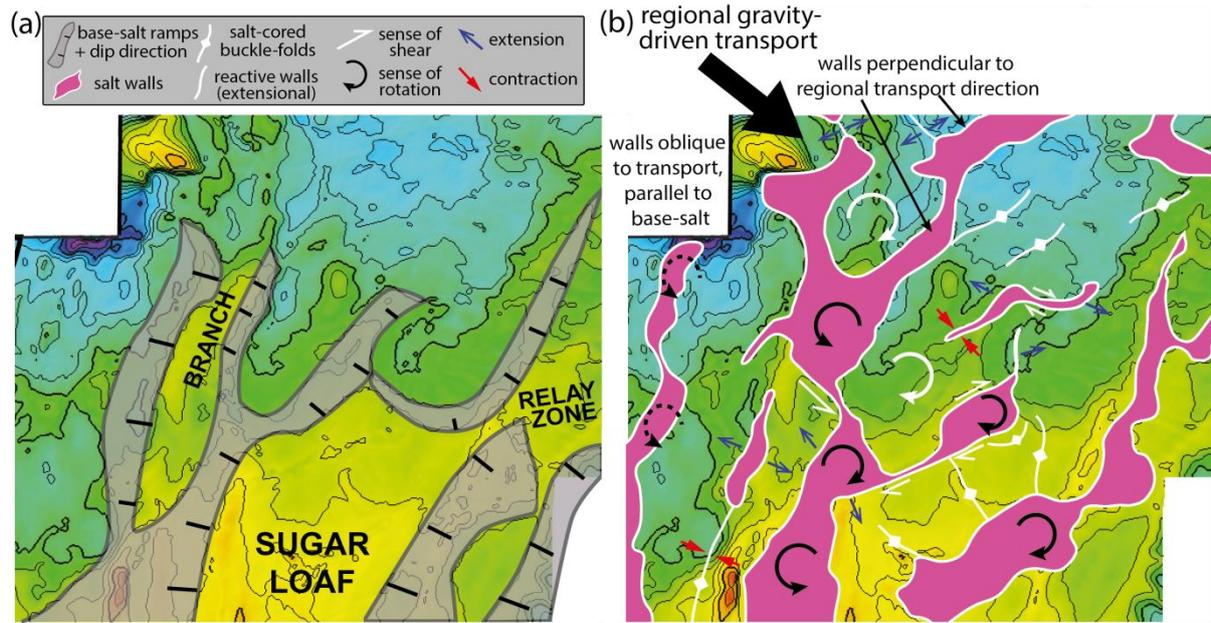 (a)
base-salt ramps
+ dip direction
salt walls
salt-cored
buckle-folds
reactive walls
(extensional)
sense of
shear
sense of
rotation
extension
contraction
BRANCH
RELAY
ZONE
SUGAR
LOAF
(b)
regional gravity-
driven transport
walls perpendicular to
regional transport direction
walls oblique
to transport,
parallel to
base-salt